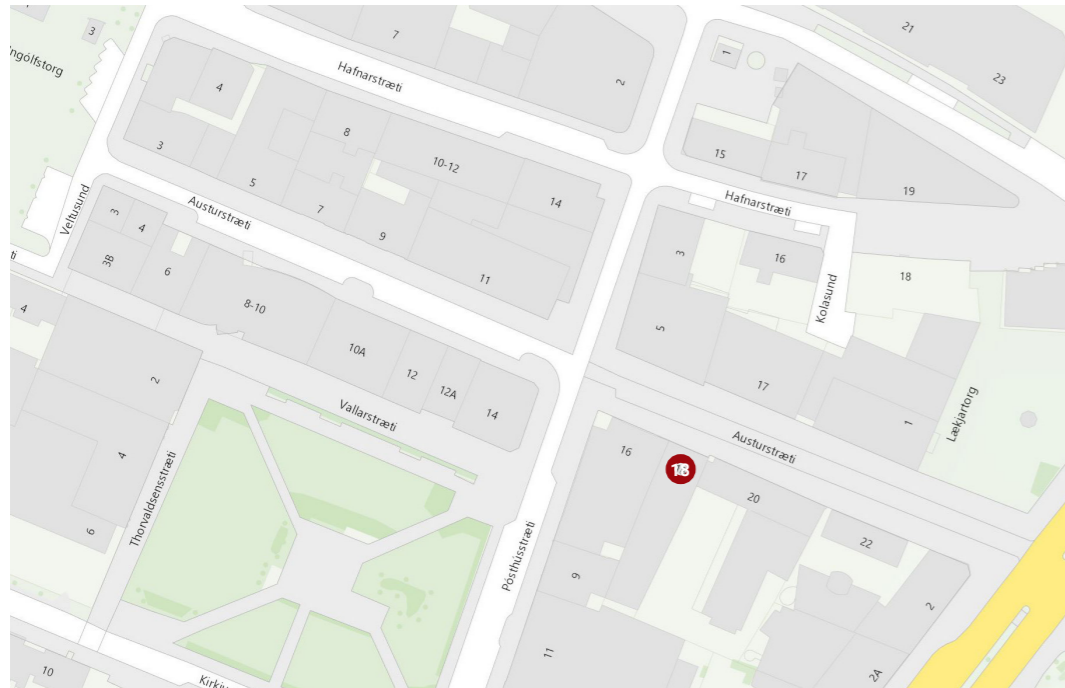 3
Ingólfstorg
7
21
23
Hafnarstræti
2
1
4
8
10-12
15
17
19
3
5
7
9
14
11
Veltusund
Austurstræti
Hafnarstræti
3
4
3B
6
8-10
10A
12
12A
14
3
16
18
5
Kolasund
17
1
Lækjartorg
ti
4
2
Vallarstræti
4
6
Thorvaldsensstræti
Pósthússtræti
Austurstræti
16
20
22
9
11
2
2A
10